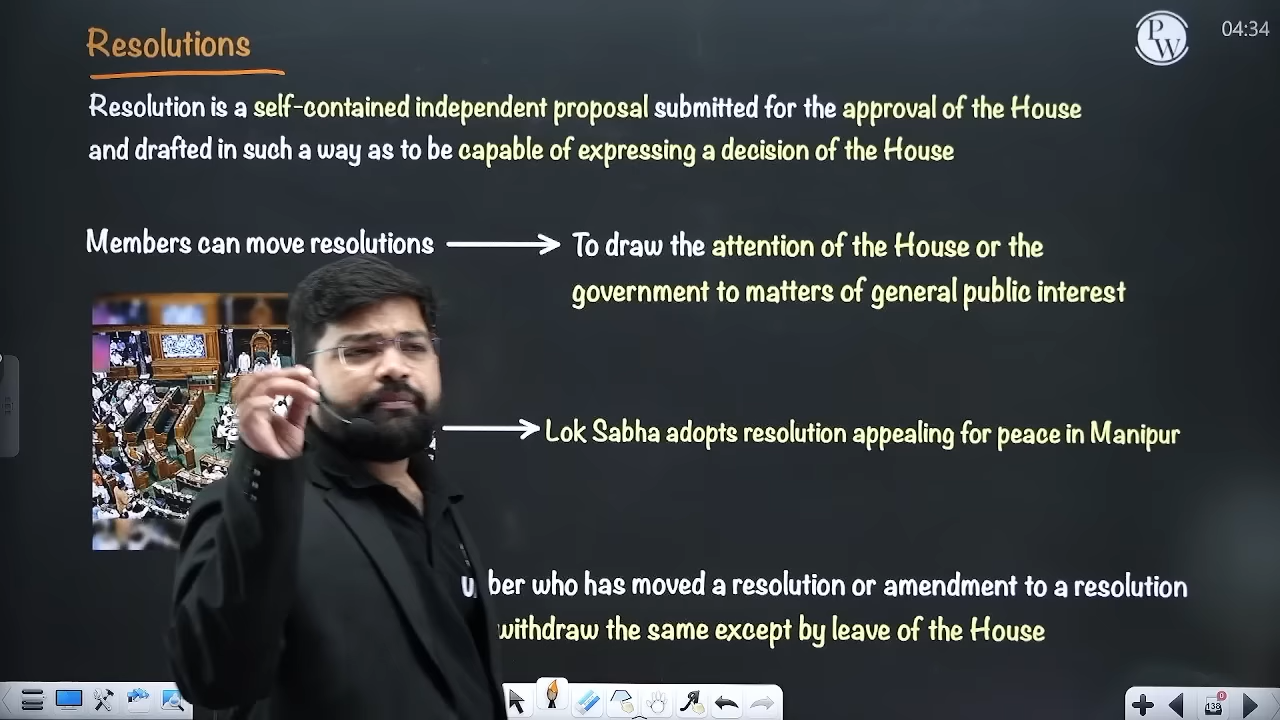 Resolutions
PW
04:34
Resolution is a self-contained independent proposal submitted for the approval of the House
and drafted in such a way as to be capable of expressing a decision of the House
Members can move resolutions
To draw the attention of the House or the
government to matters of general public interest
Lok Sabha adopts resolution appealing for peace in Manipur
ber who has moved a resolution or amendment to a resolution
withdraw the same except by leave of the House
138
0